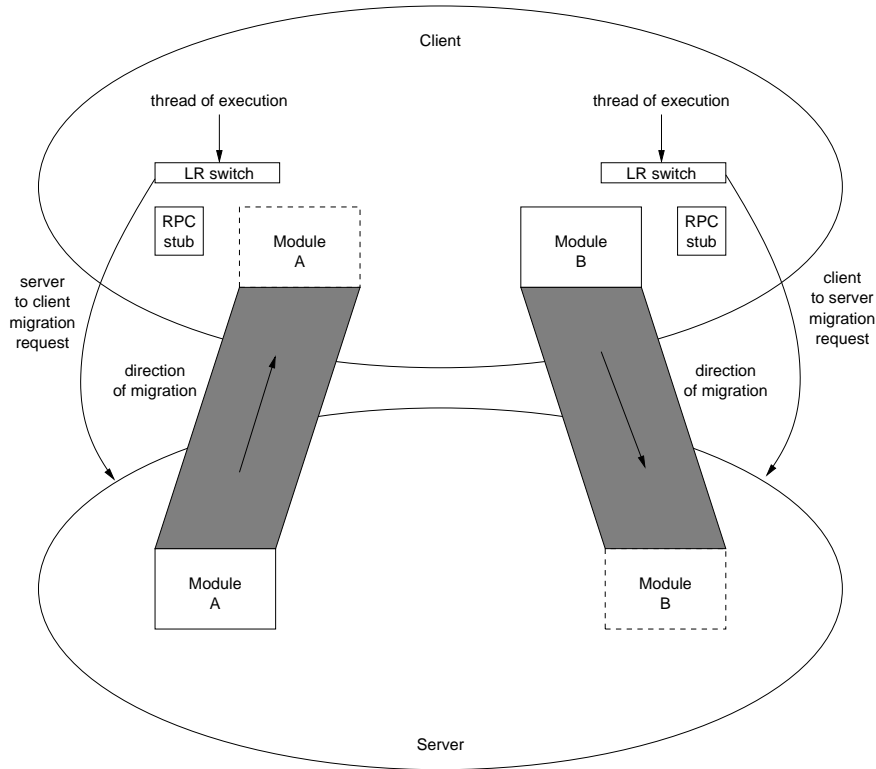 Client
thread of execution
thread of execution
LR switch
LR switch
RPC
stub
Module
A
Module
B
RPC
stub
server
to client
migration
request
client
to server
migration
request
direction
of migration
direction
of migration
Module
A
Module
B
Server